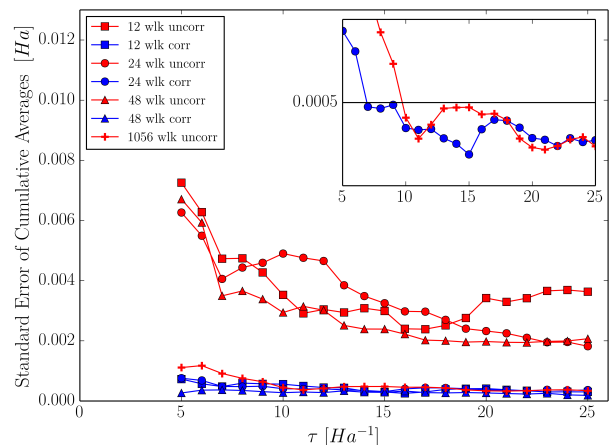 Standard Error of Cumulative Averages [Ha]
0.012
0.010
0.008
0.006
0.004
0.002
0.000
12 wlk uncorr
12 wlk corr
24 wlk uncorr
24 wlk corr
48 wlk uncorr
48 wlk corr
1056 wlk uncorr
0.0005
5 10 15 20 25
0 5 10 15 20 25
τ [Ha⁻¹]